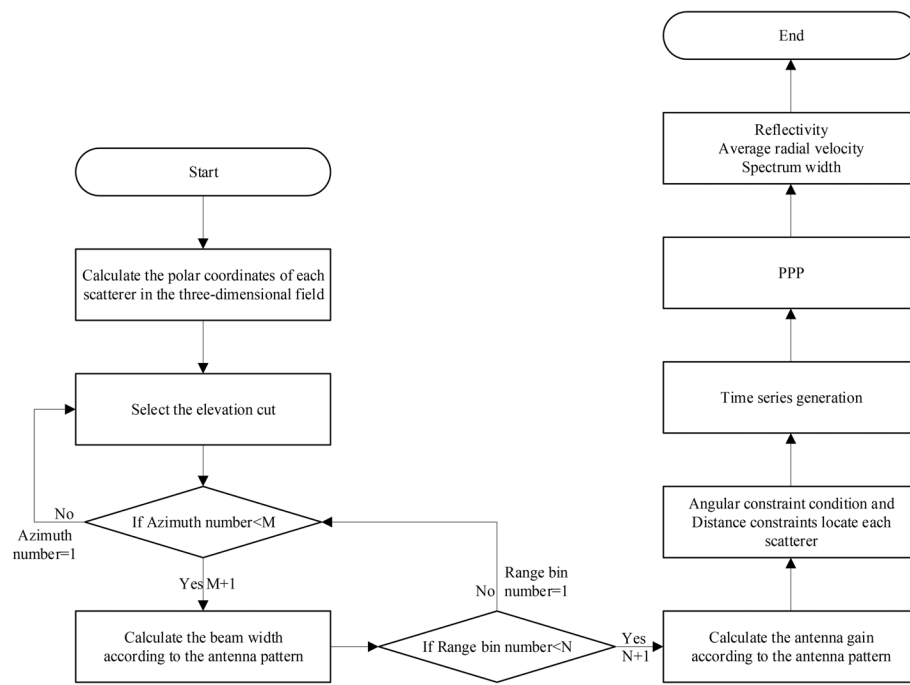 Start
Calculate the polar coordinates of each
scatterer in the three-dimensional field
Select the elevation cut
If Azimuth number<M
No
Azimuth
number=1
Yes M+1
Calculate the beam width
according to the antenna pattern
If Range bin number<N
No
Range bin
number=1
Yes
N+1
Calculate the antenna gain
according to the antenna pattern
Angular constraint condition and
Distance constraints locate each
scatterer
Time series generation
PPP
Reflectivity
Average radial velocity
Spectrum width
End